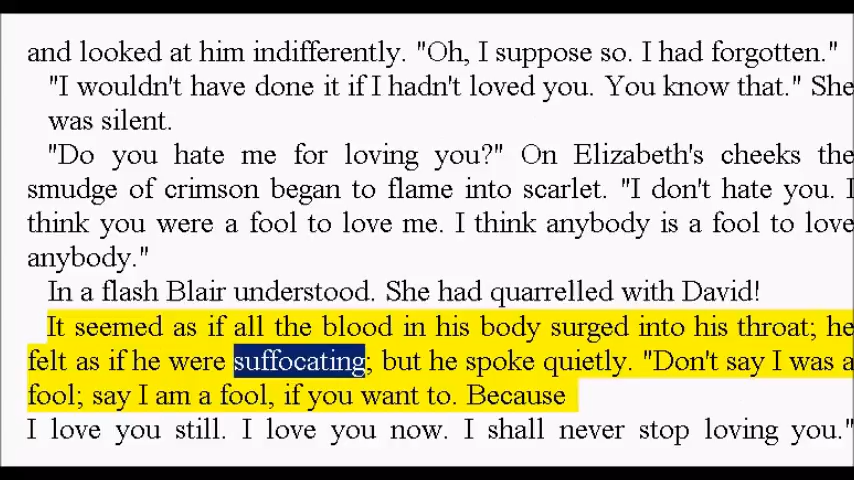 and looked at him indifferently. "Oh, I suppose so. I had forgotten."
"I wouldn't have done it if I hadn't loved you. You know that." She
was silent.
"Do you hate me for loving you?" On Elizabeth's cheeks the
smudge of crimson began to flame into scarlet. "I don't hate you. I
think you were a fool to love me. I think anybody is a fool to love
anybody."
In a flash Blair understood. She had quarrelled with David!
It seemed as if all the blood in his body surged into his throat; he
felt as if he were suffocating; but he spoke quietly. "Don't say I was a
fool; say I am a fool, if you want to. Because
I love you still. I love you now. I shall never stop loving you."